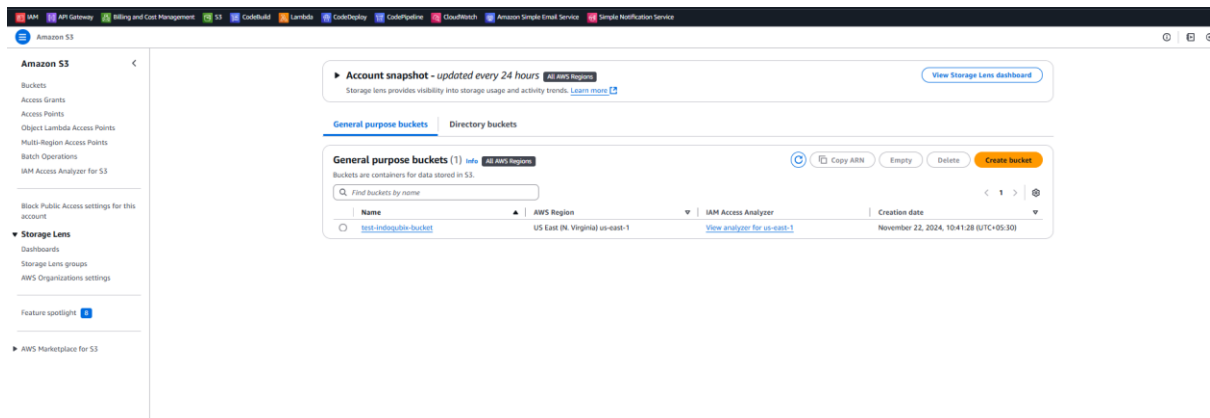 IAM API Gateway Billing and Cost Management S3 CodeBuild Lambda CodeDeploy CodePipeline CloudWatch Amazon Simple Email Service Simple Notification Service
Amazon S3
Amazon S3
Buckets
Access Grants
Access Points
Object Lambda Access Points
Multi-Region Access Points
Batch Operations
IAM Access Analyzer for S3
Block Public Access settings for this
account
Storage Lens
Dashboards
Storage Lens groups
AWS Organizations settings
Feature spotlight 8
AWS Marketplace for S3
Account snapshot - updated every 24 hours All AWS Regions
View Storage Lens dashboard
Storage lens provides visibility into storage usage and activity trends. Learn more
General purpose buckets Directory buckets
General purpose buckets (1) Info All AWS Regions
Copy ARN Empty Delete Create bucket
Buckets are containers for data stored in S3.
Find buckets by name
1
Name AWS Region IAM Access Analyzer Creation date
test-indoqubix-bucket US East (N. Virginia) us-east-1 View analyzer for us-east-1 November 22, 2024, 10:41:28 (UTC+05:30)